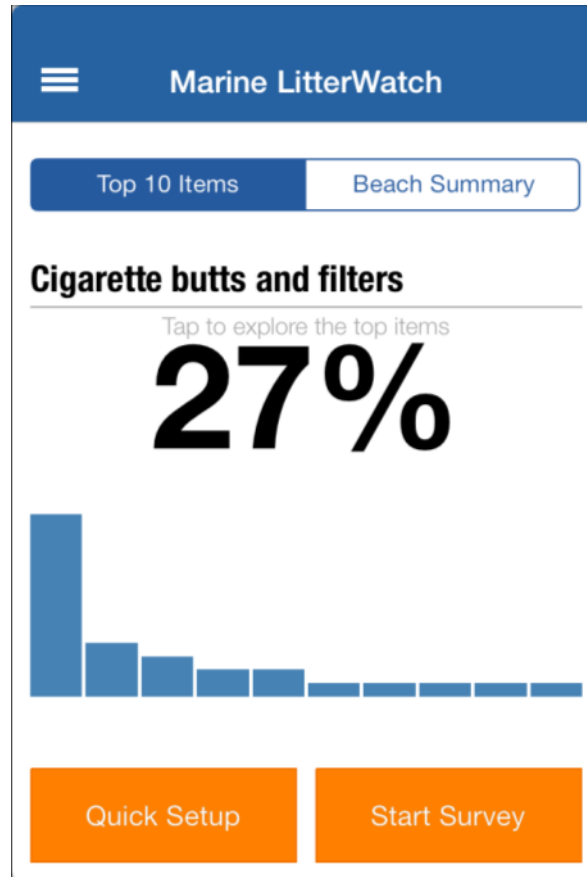 Marine LitterWatch
Top 10 Items
Beach Summary
Cigarette butts and filters
Tap to explore the top items
27%
Quick Setup
Start Survey